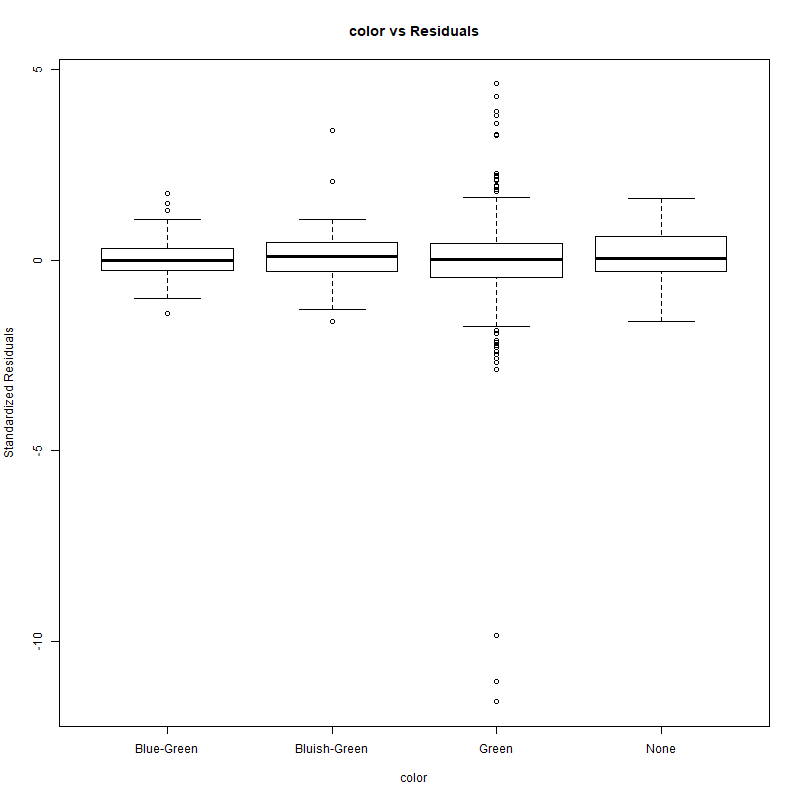 color vs Residuals
5
0
-5
-10
Standardized Residuals
Blue-Green
Bluish-Green
Green
None
color